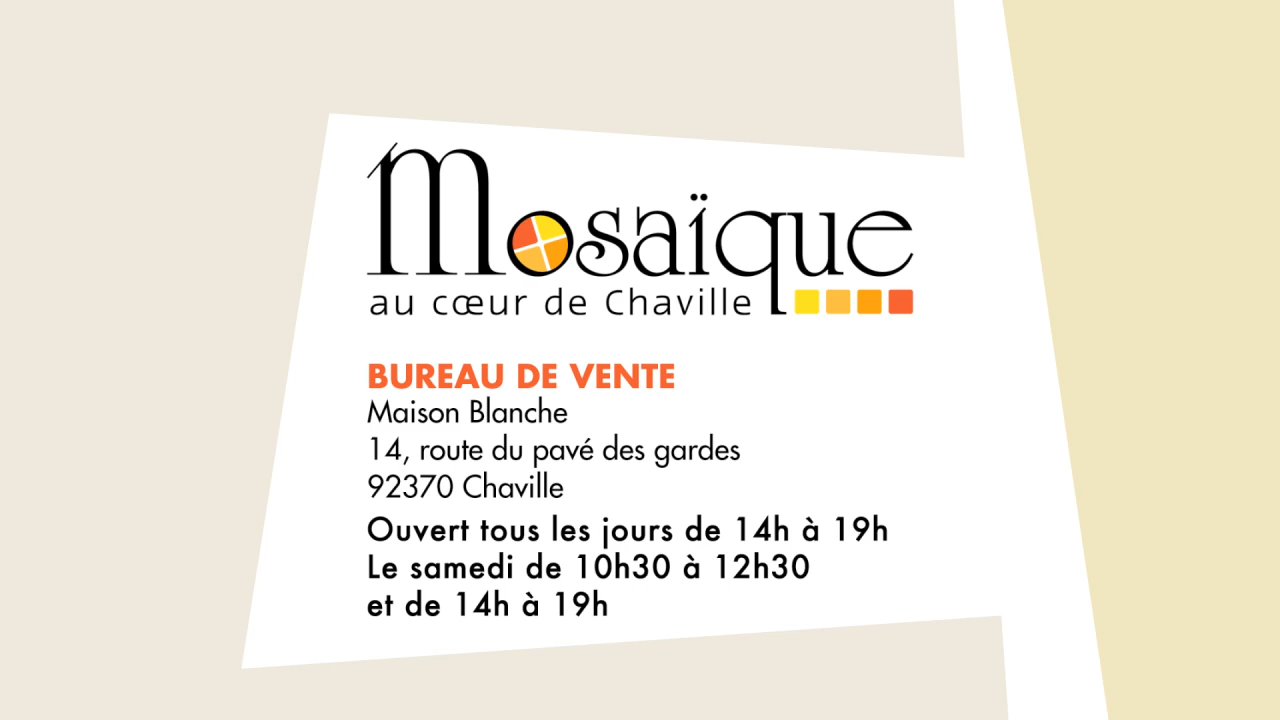 Mosaïque
au cœur de Chaville
BUREAU DE VENTE
Maison Blanche
14, route du pavé des gardes
92370 Chaville
Ouvert tous les jours de 14h à 19h
Le samedi de 10h30 à 12h30
et de 14h à 19h